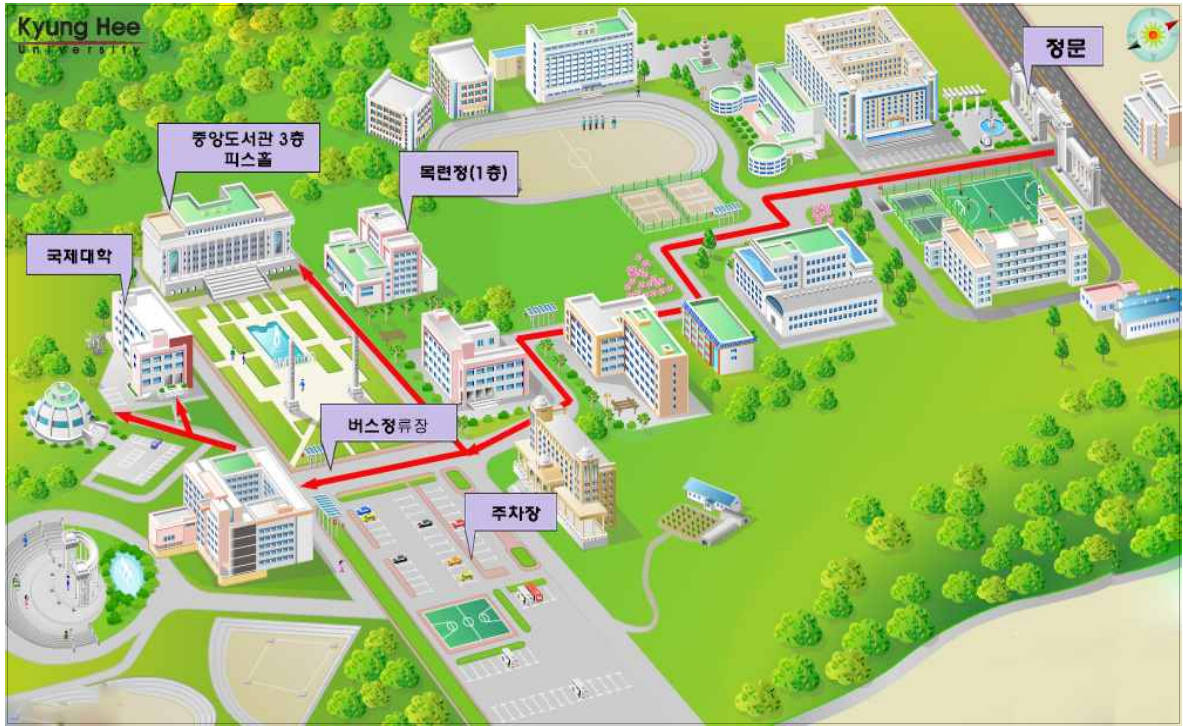 Kyung Hee
University
정문
중앙도서관 3층
피스홀
목련정(1층)
국제대학
버스정류장
주차장